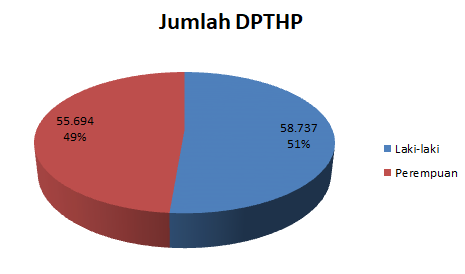 Jumlah DPTHP
55.694
49%
58.737
51%
Laki-laki
Perempuan